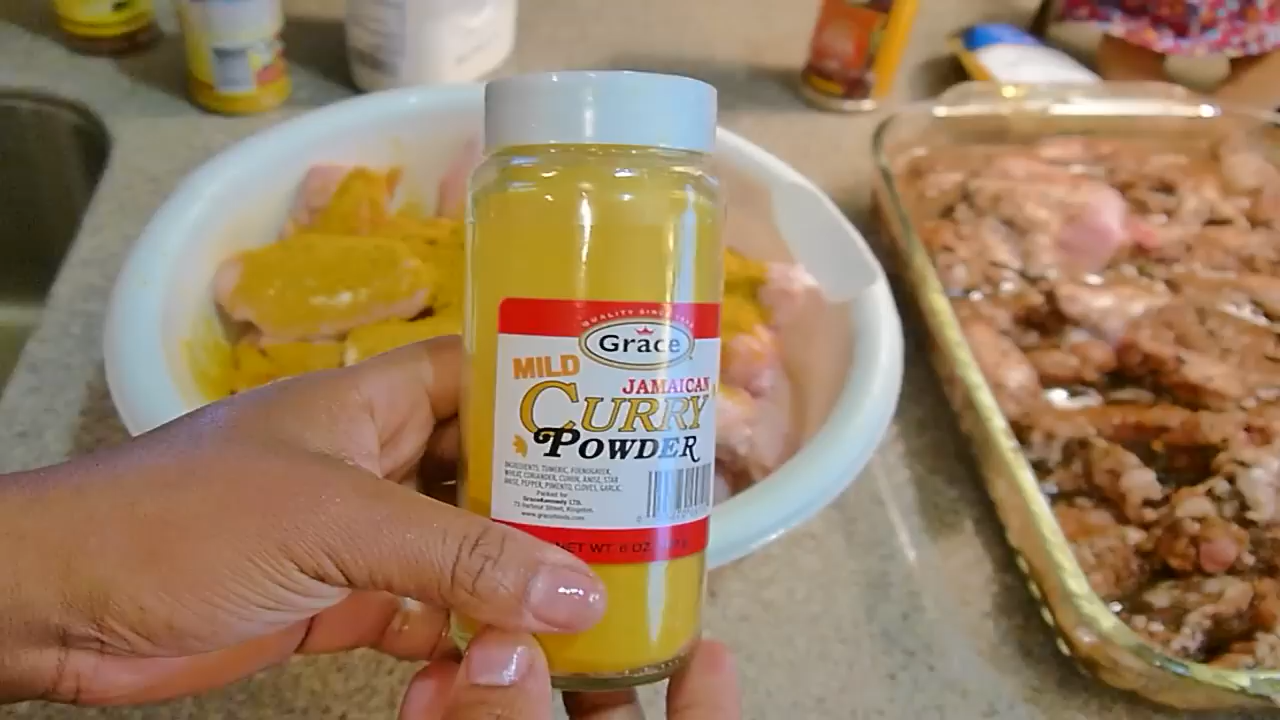 QUALITY SINCE
Grace
MILD
JAMAICAN
CURRY
POWDER
INGREDIENTS: TUMERIC, FOENUGREEK,
WHEAT, CORIANDER, CUMIN, ANISE, STAR
ANISE, PEPPER, PIMENTO, CLOVES, GARLIC.
Packed by:
GraceKennedy LTD.
73 Harbour Street, Kingston.
www.gracefoods.com
NET WT. 6 OZ